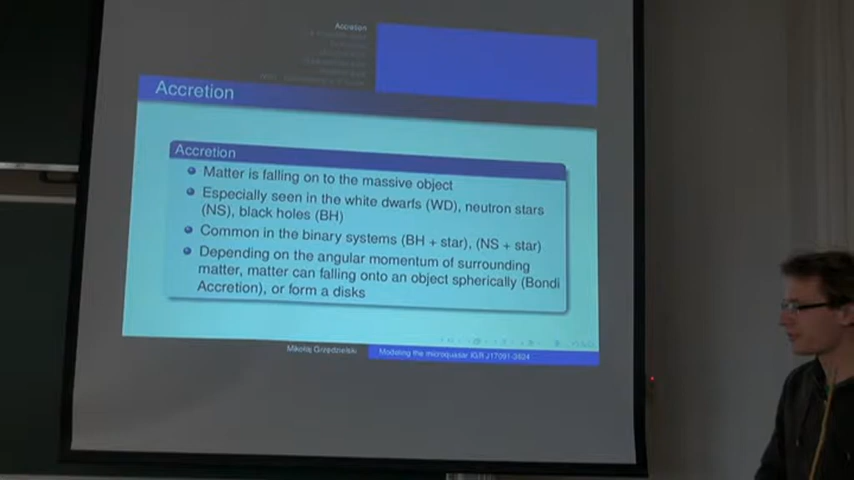 Accretion
Accretion
Accretion
Matter is falling on to the massive object
Especially seen in the white dwarfs (WD), neutron stars
(NS), black holes (BH)
Common in the binary systems (BH + star), (NS + star)
Depending on the angular momentum of surrounding
matter, matter can falling onto an object spherically (Bondi
Accretion), or form a disks
Mikołaj Grzędzielski
Modeling the microquasar IGR J17091-3624